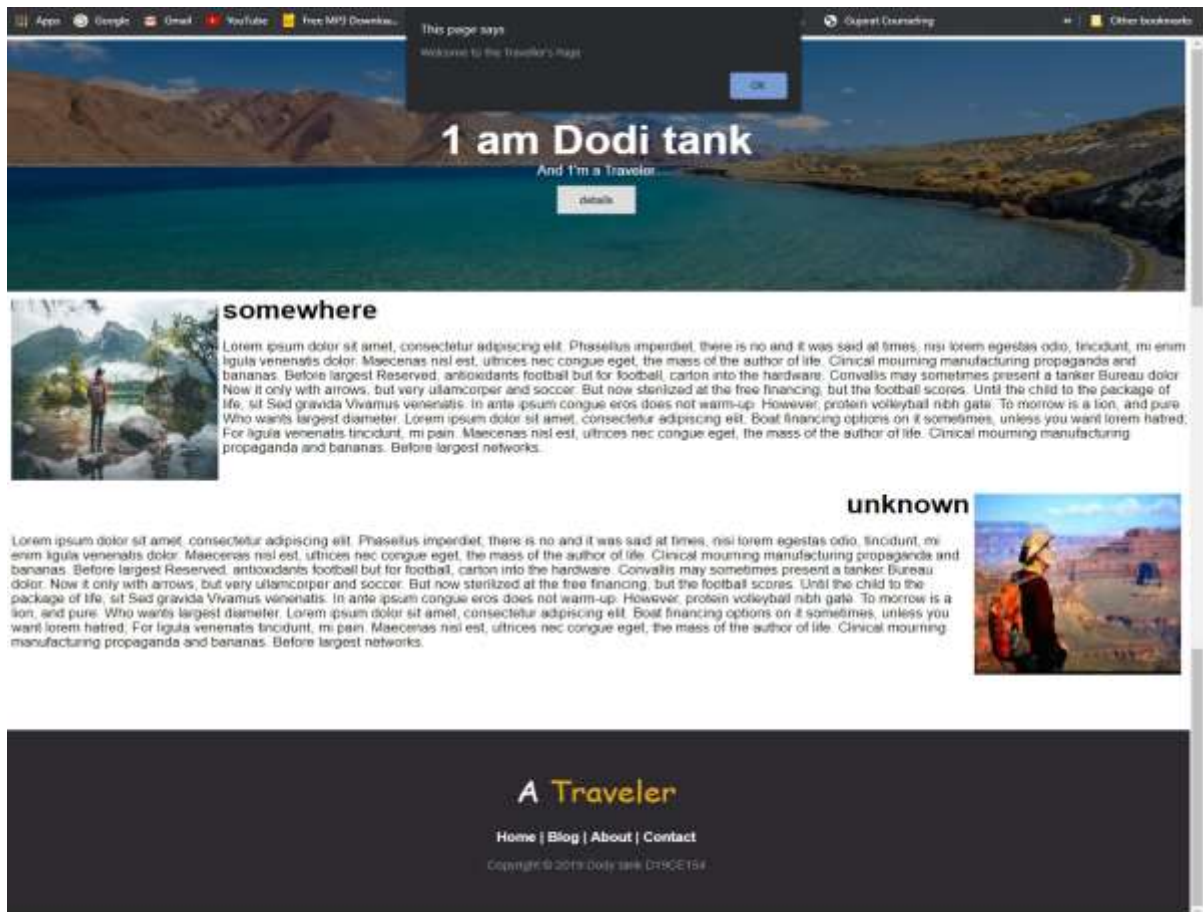 Apps Google Gmail YouTube Free MP3 Downloa... Gujarat Counseling » Other bookmarks
This page says
Welcome to the Traveller's Page
OK
1 am Dodi tank
And 1'm a Traveler
details
somewhere
Lorem ipsum dolor sit amet, consectetur adipiscing elit. Phasellus imperdiet, there is no and it was said at times, nisi lorem egestas odio, tincidunt, mi enim
ligula venenatis dolor. Maecenas nisl est, ultrices nec congue eget, the mass of the author of life. Clinical mourning manufacturing propaganda and
bananas. Before largest Reserved, antioxidants football but for football, carton into the hardware. Convallis may sometimes present a tanker Bureau dolor.
Now it only with arrows, but very ullamcorper and soccer. But now sterilized at the free financing, but the football scores. Until the child to the package of
life, sit Sed gravida Vivamus venenatis. In ante ipsum congue eros does not warm-up. However, protein volleyball nibh gate. To morrow is a lion, and pure.
Who wants largest diameter. Lorem ipsum dolor sit amet, consectetur adipiscing elit. Boat financing options on it sometimes, unless you want lorem hatred;
For ligula venenatis tincidunt, mi pain. Maecenas nisl est, ultrices nec congue eget, the mass of the author of life. Clinical mourning manufacturing
propaganda and bananas. Before largest networks.
unknown
Lorem ipsum dolor sit amet, consectetur adipiscing elit. Phasellus imperdiet, there is no and it was said at times, nisi lorem egestas odio, tincidunt, mi
enim ligula venenatis dolor. Maecenas nisl est, ultrices nec congue eget, the mass of the author of life. Clinical mourning manufacturing propaganda and
bananas. Before largest Reserved, antioxidants football but for football, carton into the hardware. Convallis may sometimes present a tanker Bureau
dolor. Now it only with arrows, but very ullamcorper and soccer. But now sterilized at the free financing, but the football scores. Until the child to the
package of life, sit Sed gravida Vivamus venenatis. In ante ipsum congue eros does not warm-up. However, protein volleyball nibh gate. To morrow is a
lion, and pure. Who wants largest diameter. Lorem ipsum dolor sit amet, consectetur adipiscing elit. Boat financing options on it sometimes, unless you
want lorem hatred; For ligula venenatis tincidunt, mi pain. Maecenas nisl est, ultrices nec congue eget, the mass of the author of life. Clinical mourning
manufacturing propaganda and bananas. Before largest networks.
A Traveler
Home | Blog | About | Contact
Copyright © 2019 Dody tank D19CE154